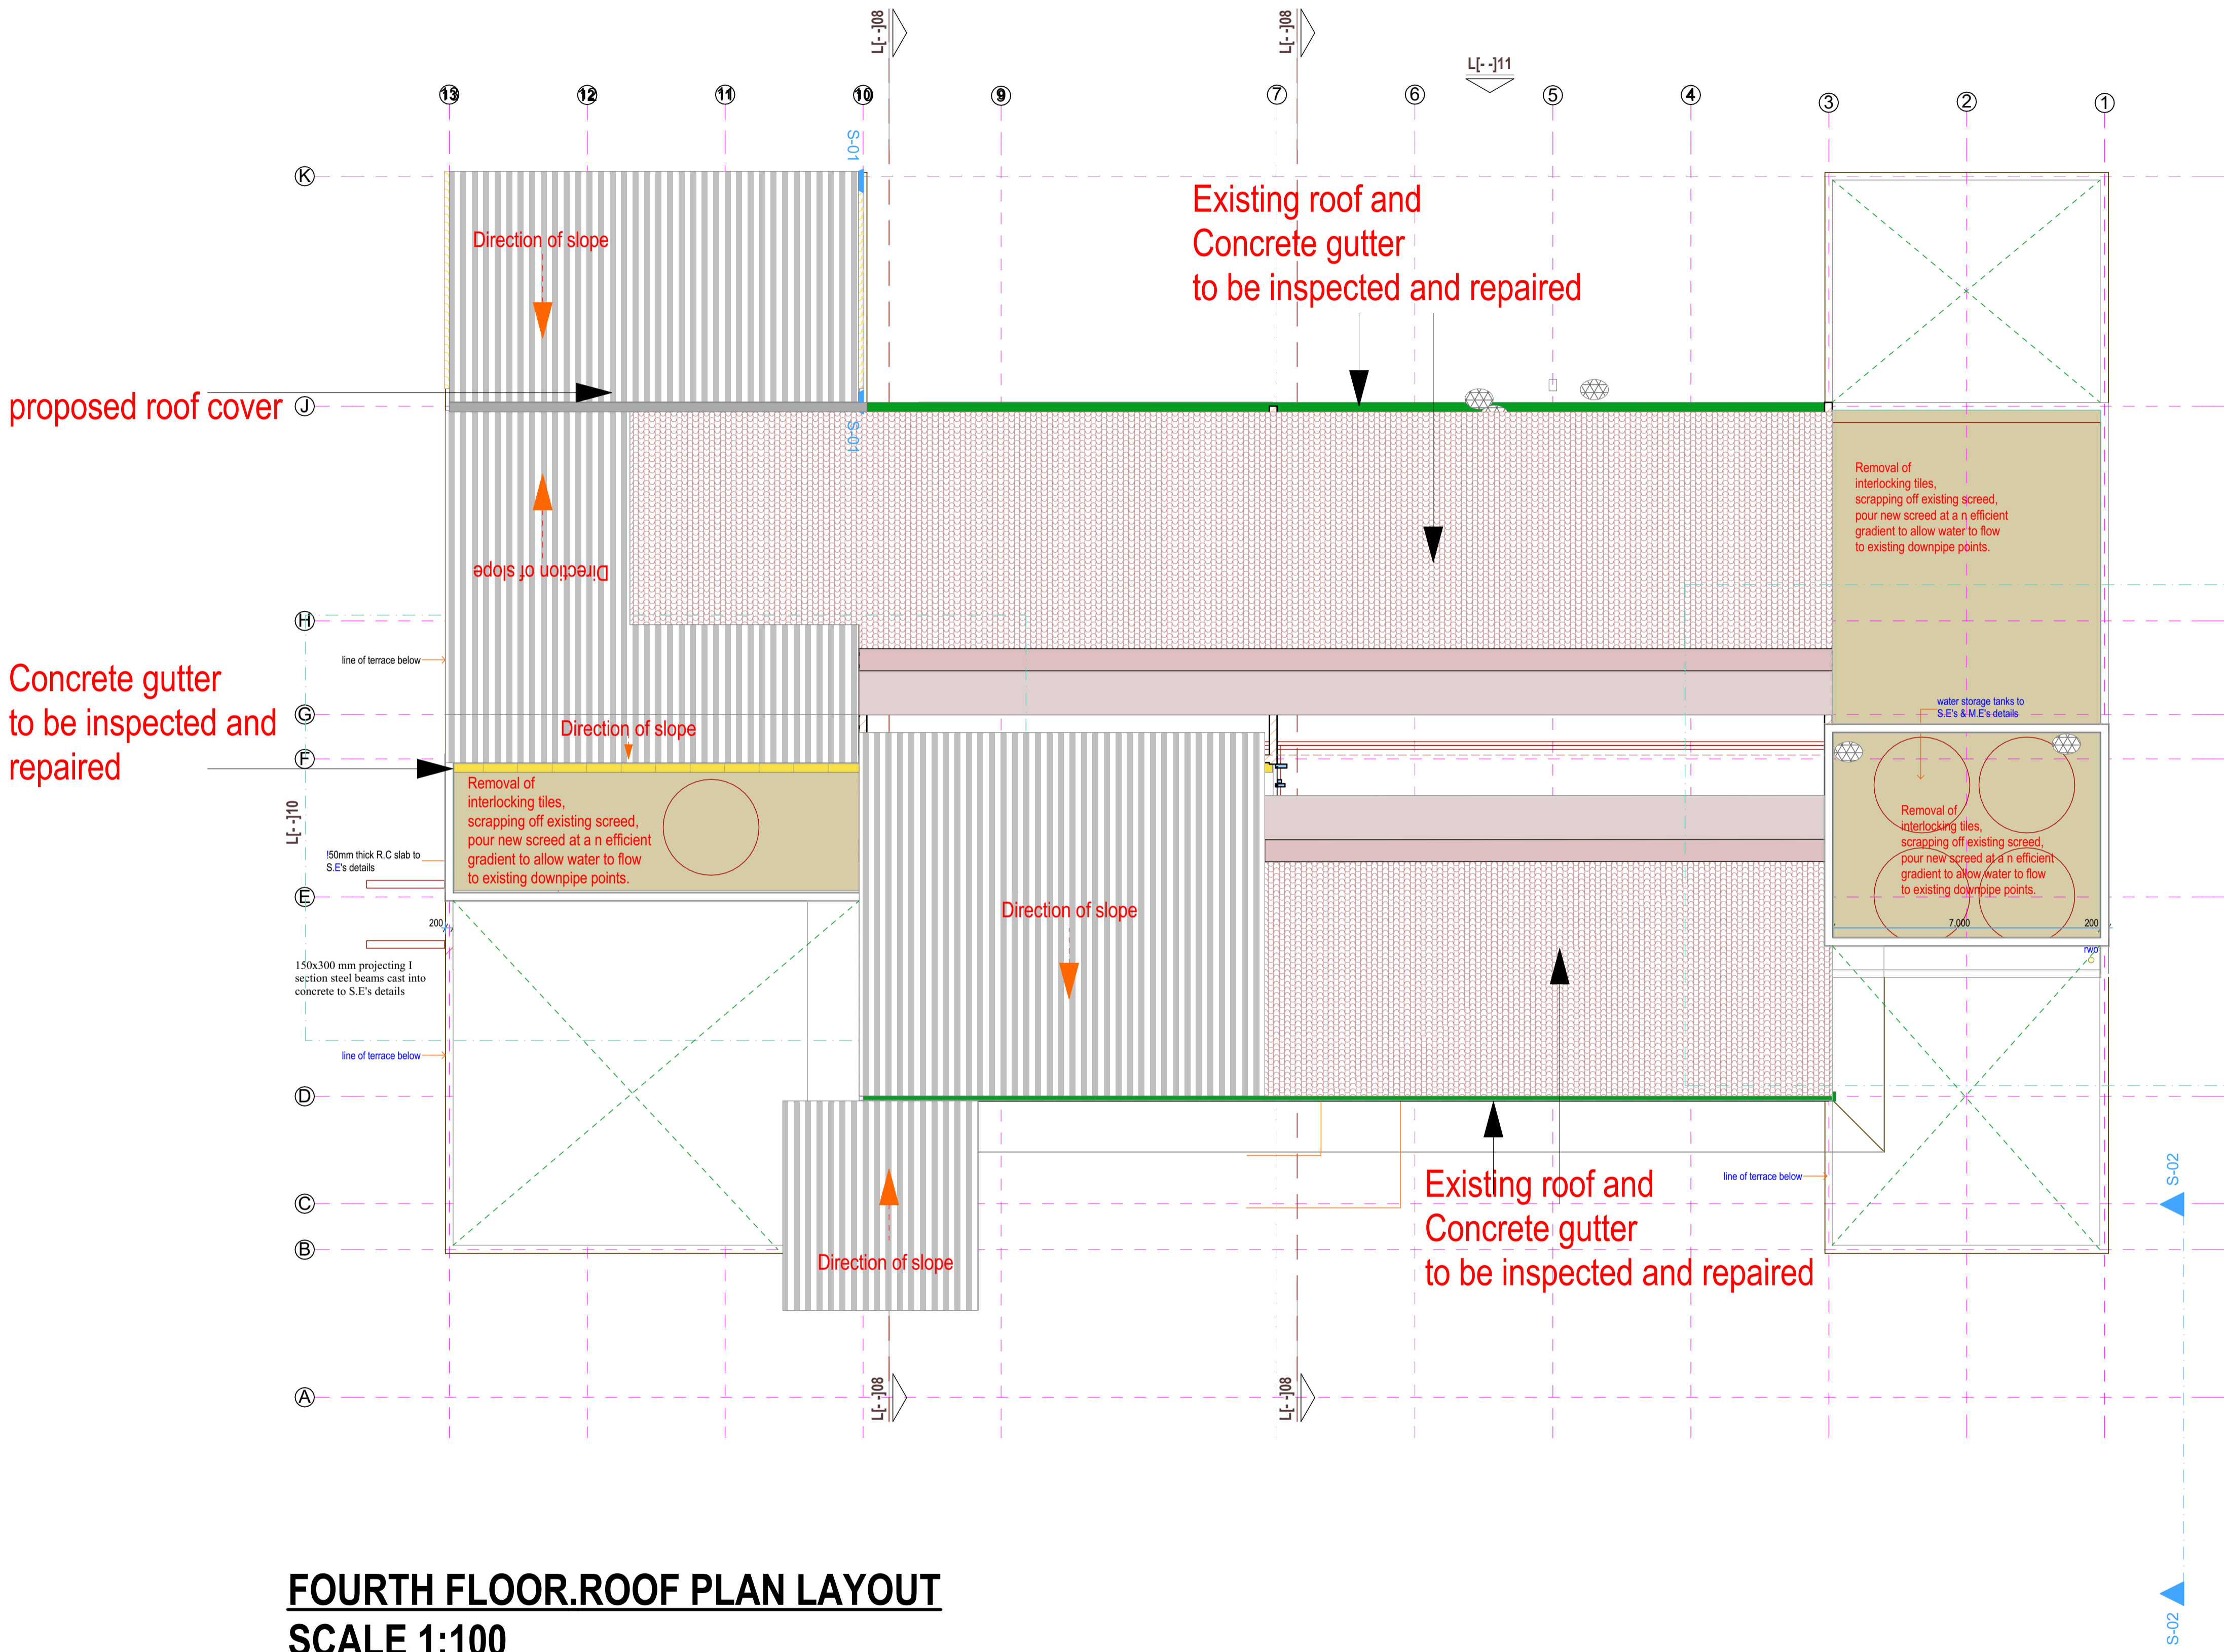 L[- -]08
L[- -]08
L[- -]11
13
12
11
10
9
7
6
5
4
3
2
1
S-01
K
Existing roof and
Concrete gutter
to be inspected and repaired
Direction of slope
proposed roof cover
J
S-01
Removal of
interlocking tiles,
scrapping off existing screed,
pour new screed at a n efficient
gradient to allow water to flow
to existing downpipe points.
Direction of slope
H
line of terrace below
Concrete gutter
to be inspected and
repaired
G
water storage tanks to
S.E's & M.E's details
Direction of slope
F
Removal of
interlocking tiles,
scrapping off existing screed,
pour new screed at a n efficient
gradient to allow water to flow
to existing downpipe points.
L[- -]10
Removal of
interlocking tiles,
scrapping off existing screed,
pour new screed at a n efficient
gradient to allow water to flow
to existing downpipe points.
!50mm thick R.C slab to
S.E's details
E
Direction of slope
200
7,000
200
rwo
150x300 mm projecting I
section steel beams cast into
concrete to S.E's details
line of terrace below
D
Existing roof and
Concrete gutter
to be inspected and repaired
line of terrace below
S-02
C
B
Direction of slope
A
L[- -]08
L[- -]08
FOURTH FLOOR.ROOF PLAN LAYOUT
SCALE 1:100
S-02